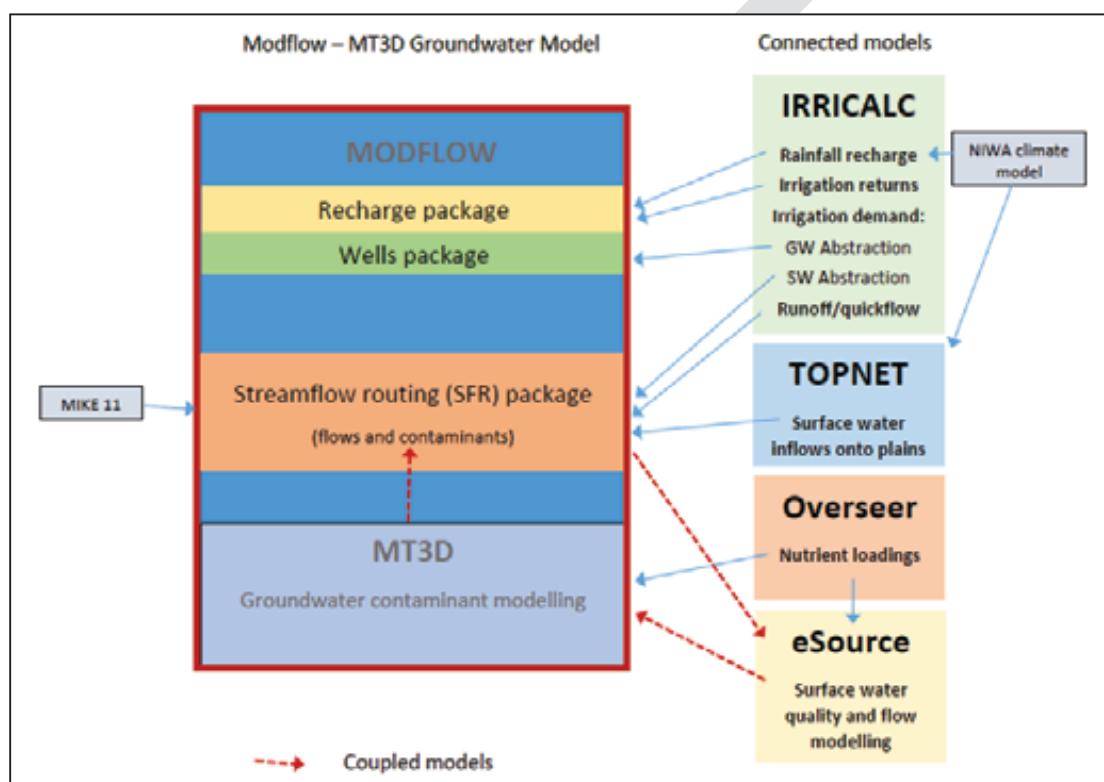 Modflow – MT3D Groundwater Model
Connected models
MODFLOW
Recharge package
Wells package
Streamflow routing (SFR) package
(flows and contaminants)
MT3D
Groundwater contaminant modelling
MIKE 11
IRRICALC
Rainfall recharge
Irrigation returns
Irrigation demand:
GW Abstraction
SW Abstraction
Runoff/quickflow
NIWA climate
model
TOPNET
Surface water
inflows onto plains
Overseer
Nutrient loadings
eSource
Surface water
quality and flow
modelling
Coupled models